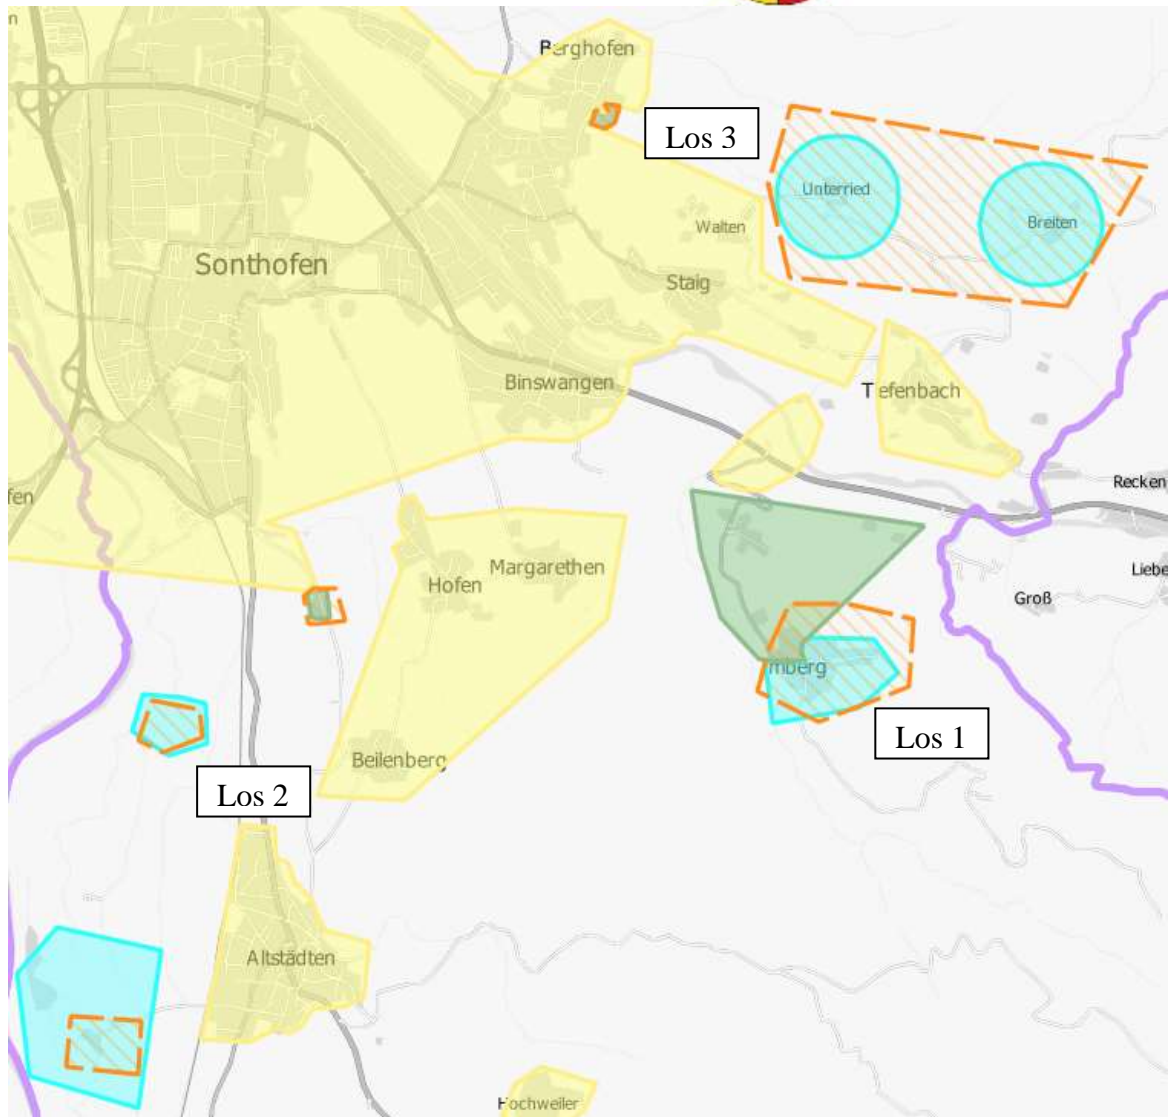 Berghofen
Los 3
Unterried
Breiten
Walten
Sonthofen
Staig
Binswangen
Tiefenbach
Recken
fen
Margarethen
Hofen
Liebe
Groß
mberg
Los 1
Beilenberg
Los 2
Altstädten
Hochweiler